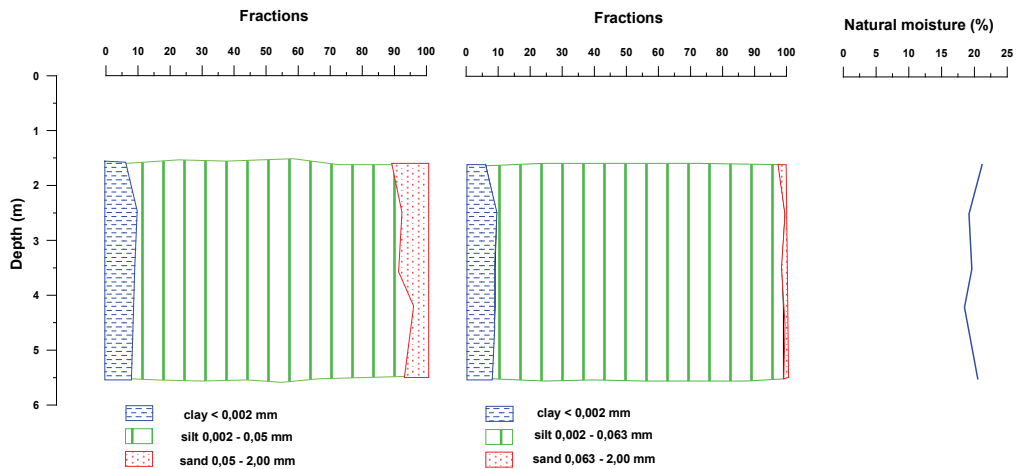 Fractions
Fractions
Natural moisture (%)
0 10 20 30 40 50 60 70 80 90 100
0 10 20 30 40 50 60 70 80 90 100
0 5 10 15 20 25
Depth (m)
0
1
2
3
4
5
6
clay < 0,002 mm
silt 0,002 - 0,05 mm
sand 0,05 - 2,00 mm
clay < 0,002 mm
silt 0,002 - 0,063 mm
sand 0,063 - 2,00 mm